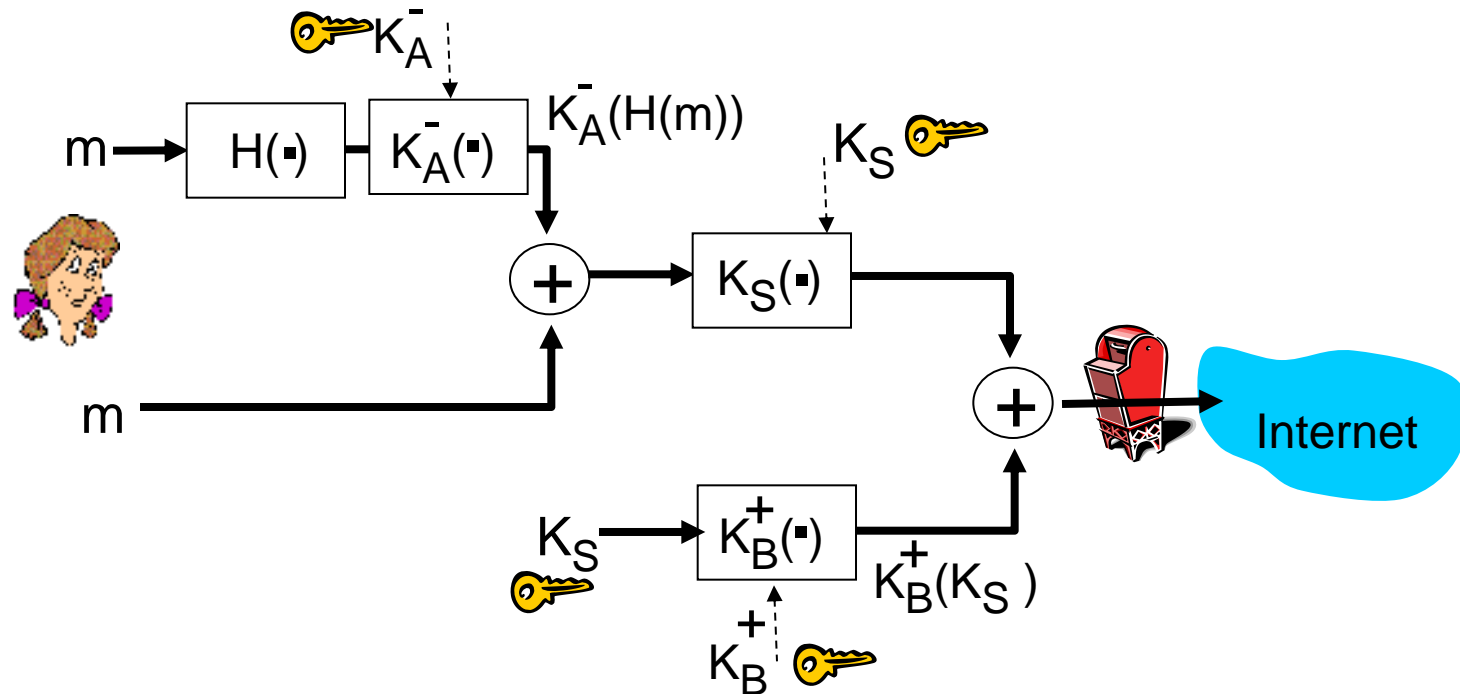 K_A^-
m
H(▪)
K_A^-(▪)
K_A^-(H(m))
K_S
+
K_S(▪)
m
+
Internet
K_S
K_B^+(▪)
K_B^+(K_S )
K_B^+